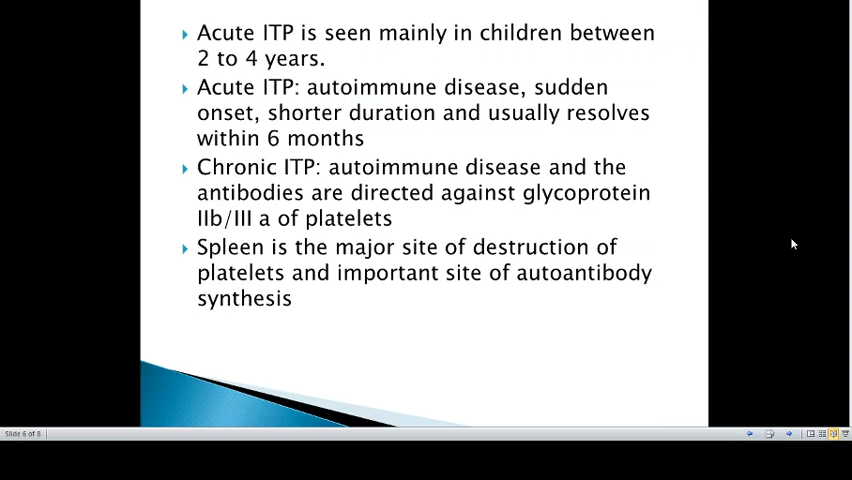 Acute ITP is seen mainly in children between
2 to 4 years.
Acute ITP: autoimmune disease, sudden
onset, shorter duration and usually resolves
within 6 months
Chronic ITP: autoimmune disease and the
antibodies are directed against glycoprotein
IIb/III a of platelets
Spleen is the major site of destruction of
platelets and important site of autoantibody
synthesis
Slide 6 of 8